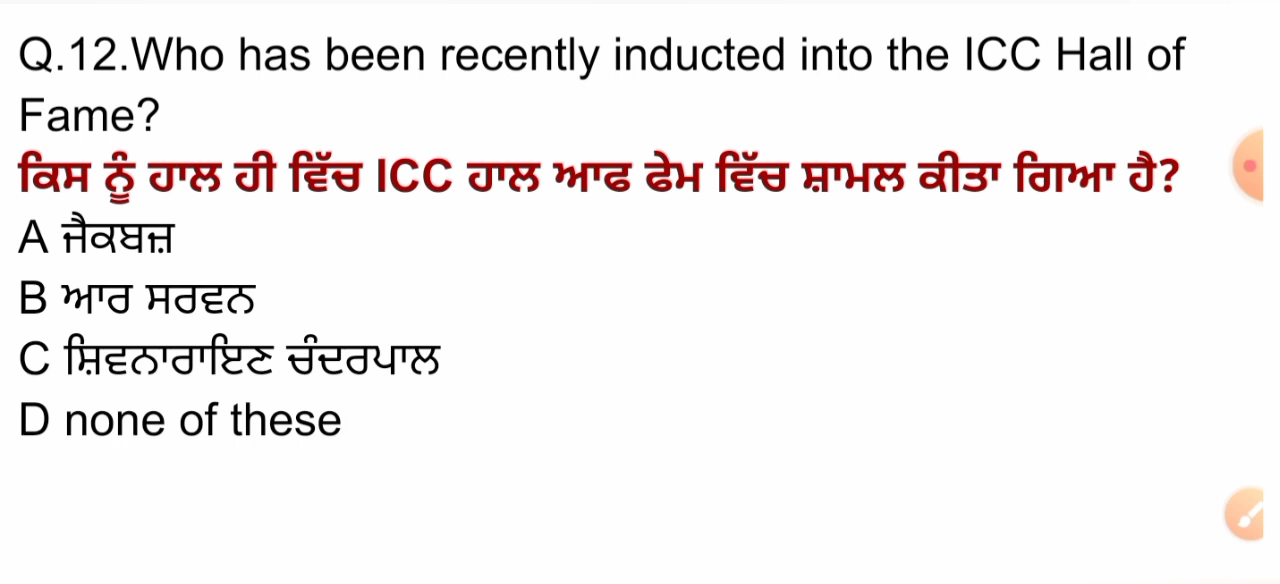 Q.12.Who has been recently inducted into the ICC Hall of
Fame?
ਕਿਸ ਨੂੰ ਹਾਲ ਹੀ ਵਿੱਚ ICC ਹਾਲ ਆਫ ਫੇਮ ਵਿੱਚ ਸ਼ਾਮਲ ਕੀਤਾ ਗਿਆ ਹੈ?
A ਜੈਕਬਜ਼
B ਆਰ ਸਰਵਨ
C ਸ਼ਿਵਨਾਰਾਇਣ ਚੰਦਰਪਾਲ
D none of these